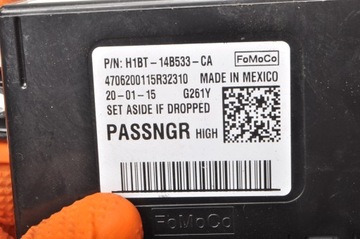 P/N: H1BT-14B533-CA
FoMoCo
4706200115R32310 MADE IN MEXICO
20-01-15 G261Y
SET ASIDE IF DROPPED
PASSNGR HIGH
FoMoCo